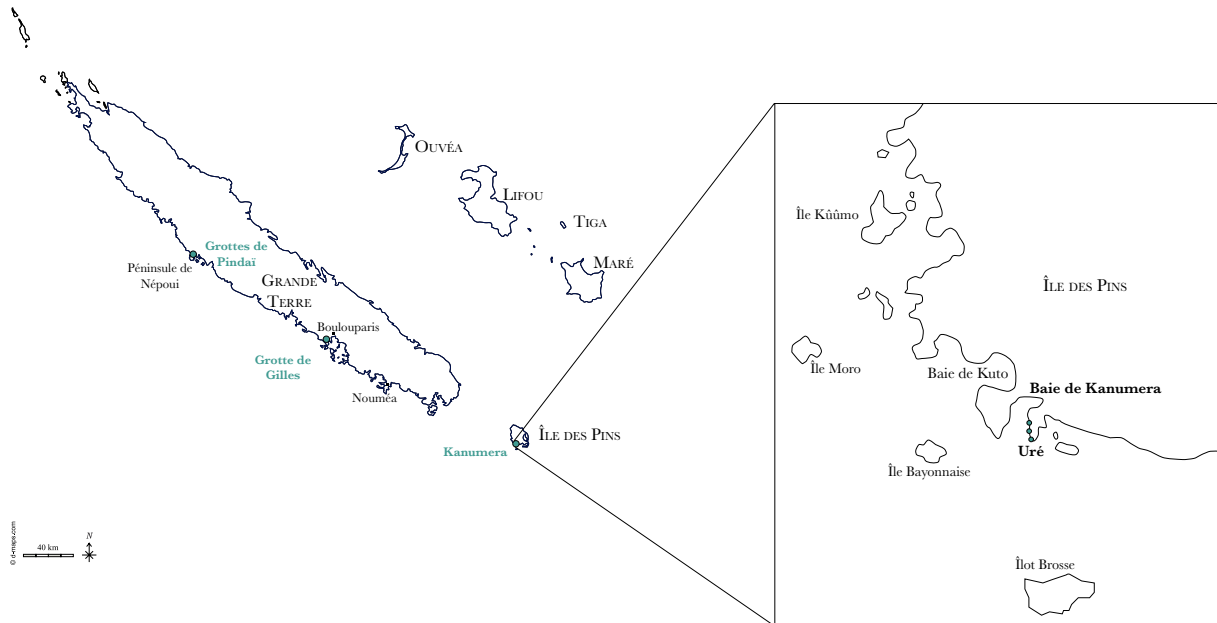 OUVÉA
LIFOU
TIGA
MARÉ
Grottes de
Pindaï
Péninsule de
Népoui
GRANDE
TERRE
Boulouparis
Grotte de
Gilles
Nouméa
ÎLE DES PINS
Kanumera
40 km
N
© d-maps.com
Île Kûûmo
ÎLE DES PINS
Île Moro
Baie de Kuto
Baie de Kanumera
Uré
Île Bayonnaise
Îlot Brosse